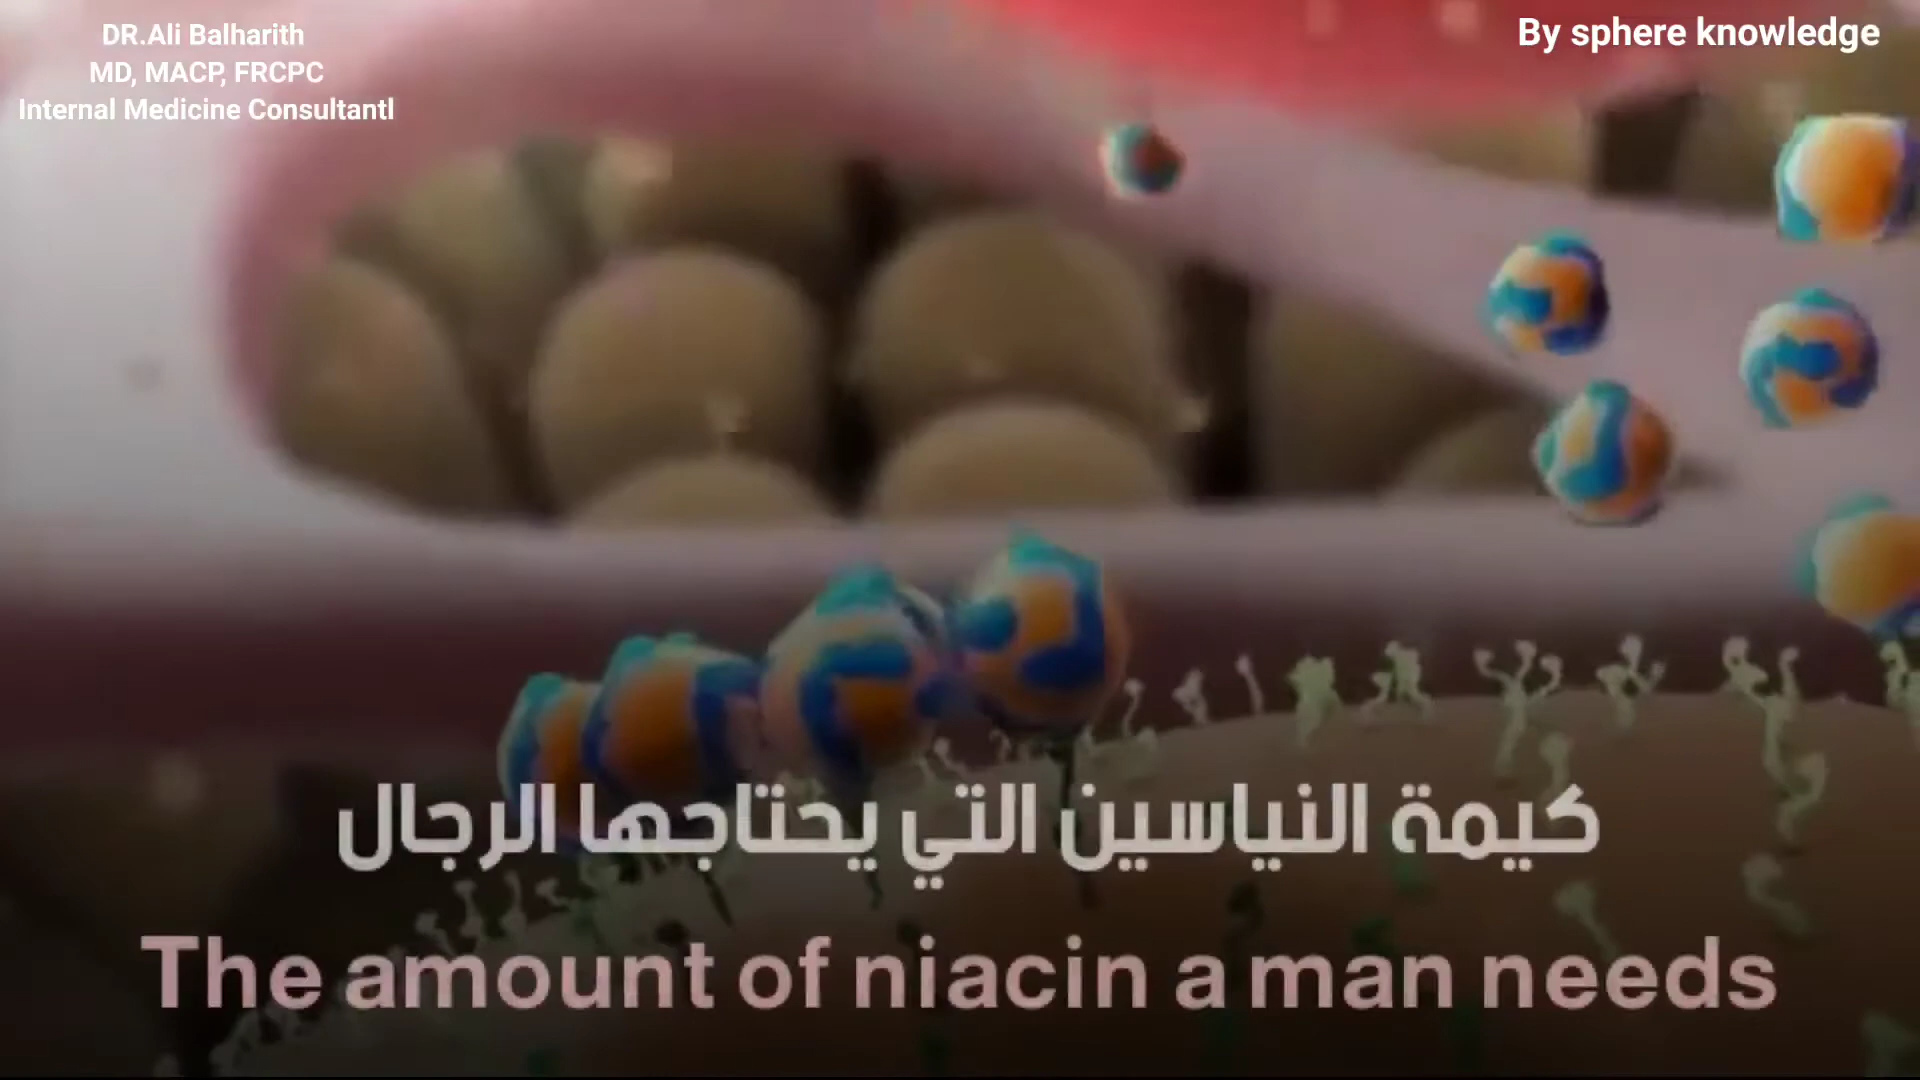 DR.Ali Balharith
MD, MACP, FRCPC
Internal Medicine Consultantl
By sphere knowledge
كيمة النياسين التي يحتاجها الرجال
The amount of niacin a man needs